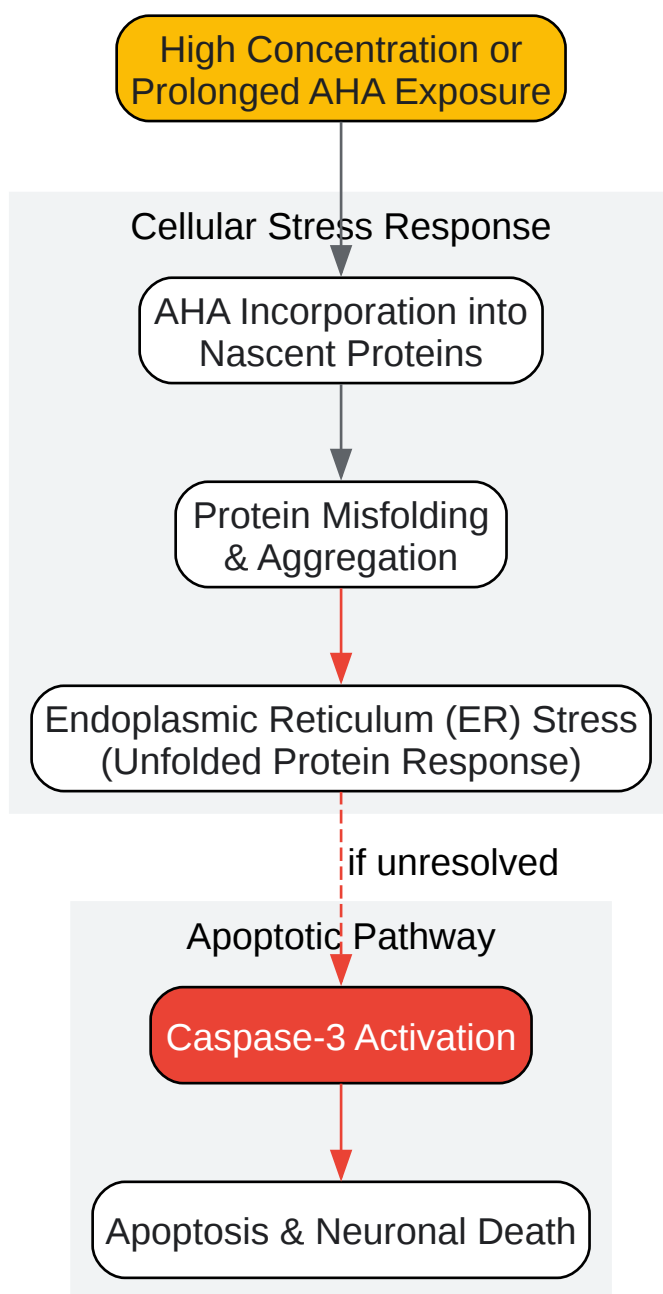 High Concentration or
Prolonged AHA Exposure
Cellular Stress Response
AHA Incorporation into
Nascent Proteins
Protein Misfolding
& Aggregation
Endoplasmic Reticulum (ER) Stress
(Unfolded Protein Response)
if unresolved
Apoptotic Pathway
Caspase-3 Activation
Apoptosis & Neuronal Death